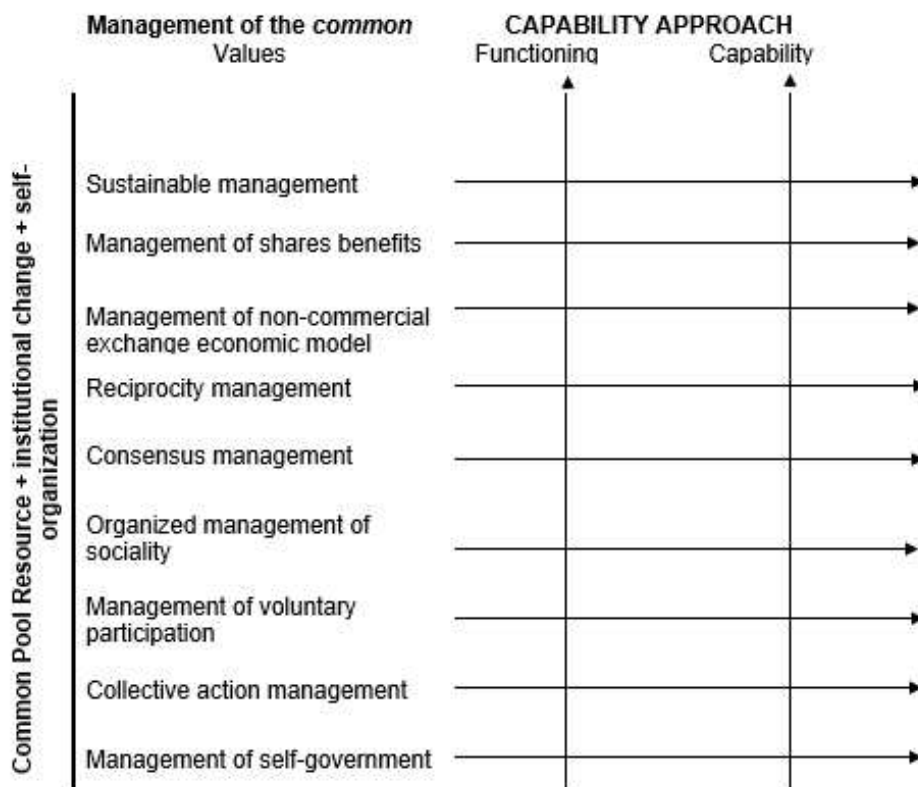 Management of the common
CAPABILITY APPROACH
Values
Functioning
Capability
Common Pool Resource + institutional change + self-
organization
Sustainable management
Management of shares benefits
Management of non-commercial
exchange economic model
Reciprocity management
Consensus management
Organized management of
sociality
Management of voluntary
participation
Collective action management
Management of self-government